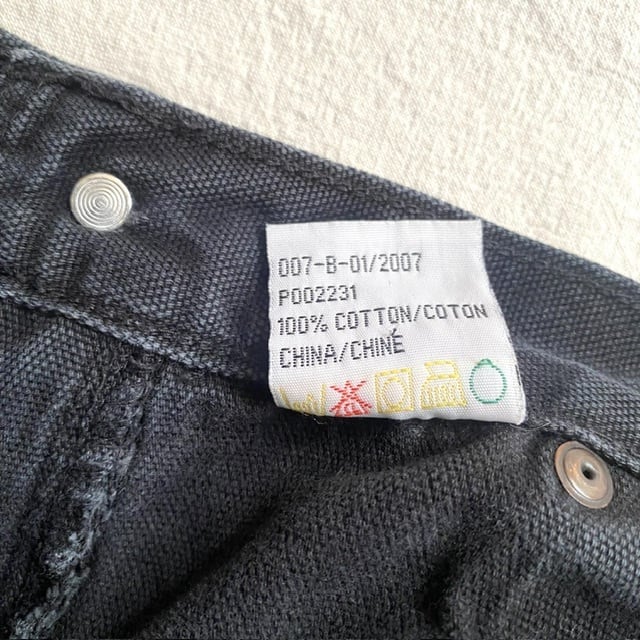 007-B-01/2007
P002231
100% COTTON/COTON
CHINA/CHINÉ